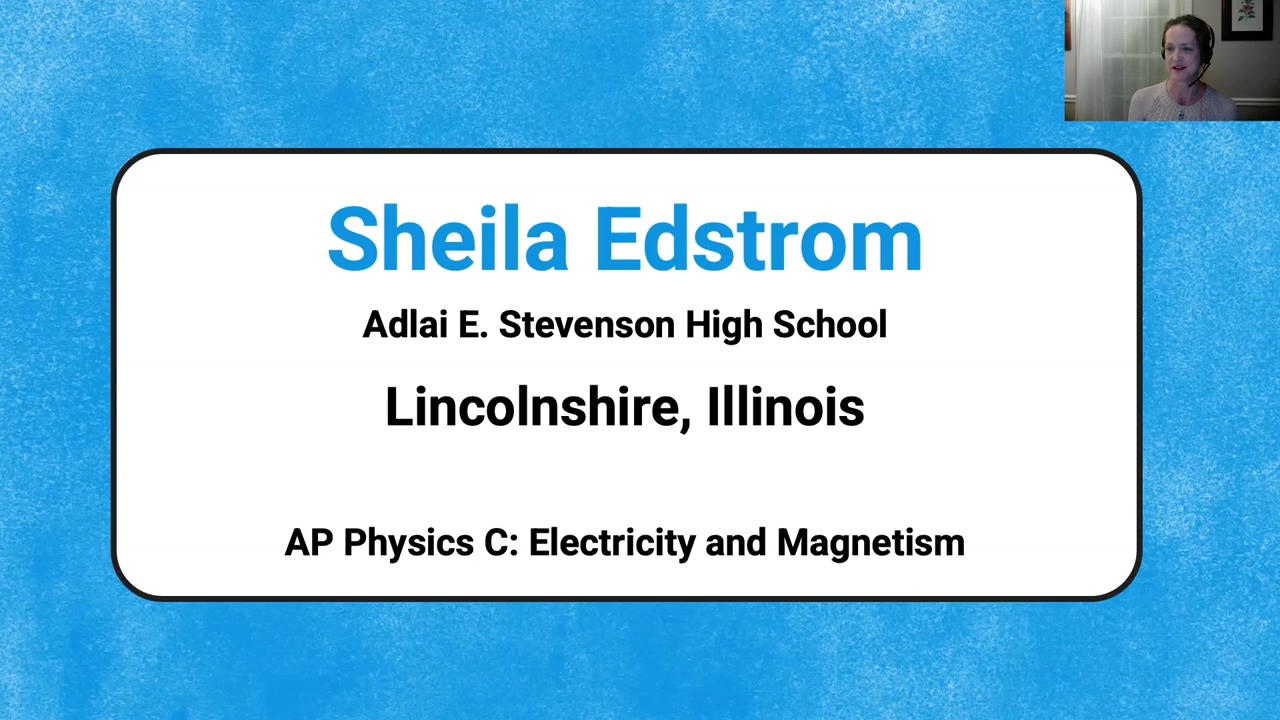 Sheila Edstrom
Adlai E. Stevenson High School
Lincolnshire, Illinois
AP Physics C: Electricity and Magnetism